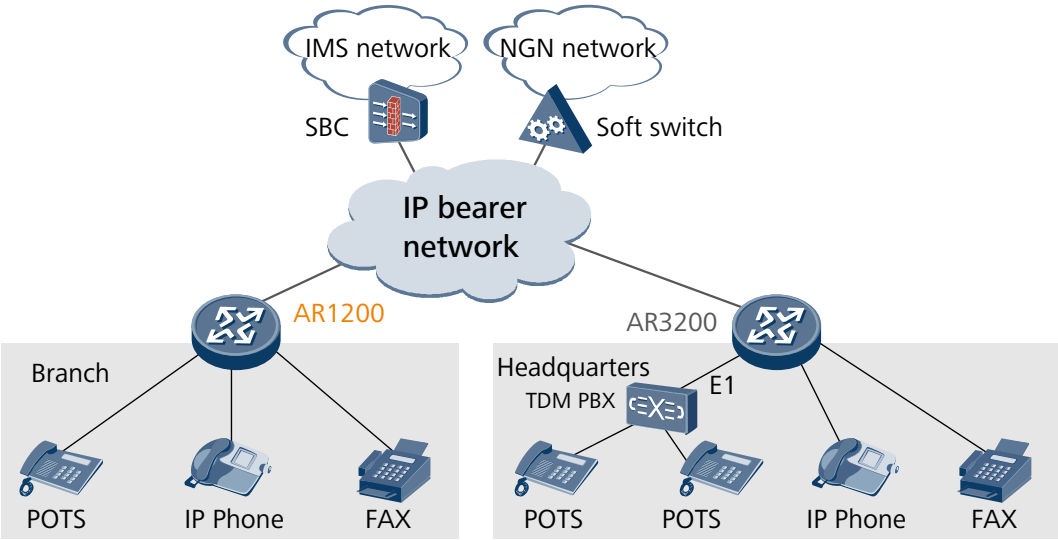 IMS network
NGN network
SBC
Soft switch
IP bearer
network
AR1200
AR3200
Branch
Headquarters
TDM PBX
E1
POTS
IP Phone
FAX
POTS
POTS
IP Phone
FAX